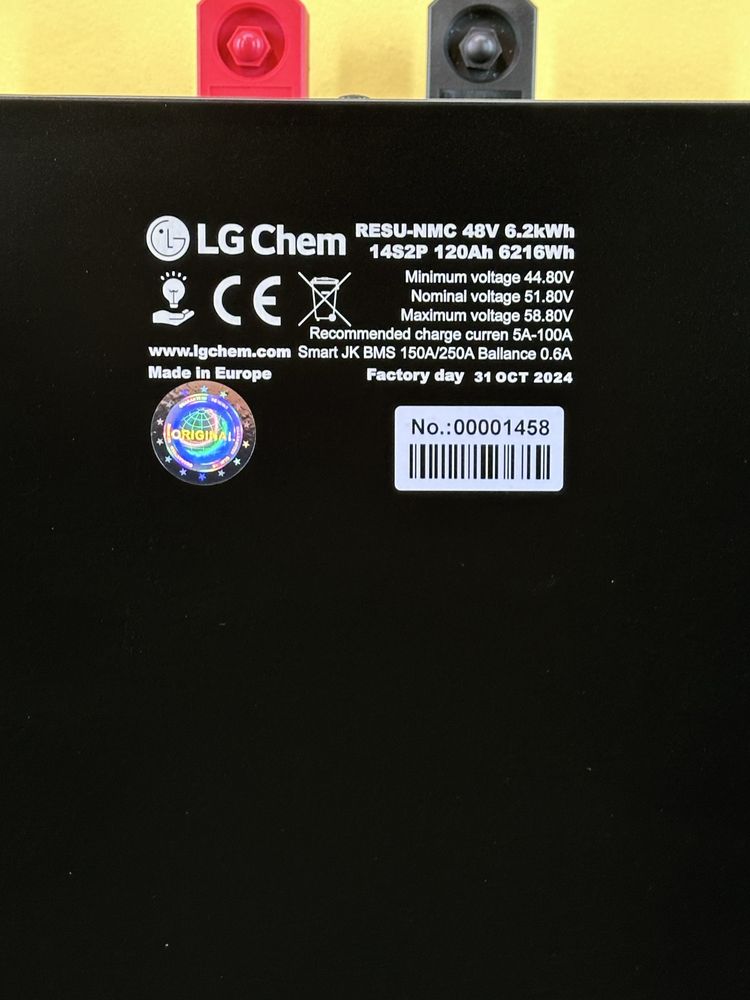 LG Chem
RESU-NMC 48V 6.2kWh
14S2P 120Ah 6216Wh
Minimum voltage 44.80V
Nominal voltage 51.80V
Maximum voltage 58.80V
Recommended charge curren 5A-100A
www.lgchem.com Smart JK BMS 150A/250A Ballance 0.6A
Made in Europe
Factory day 31 OCT 2024
ORIGINAL
No.:00001458